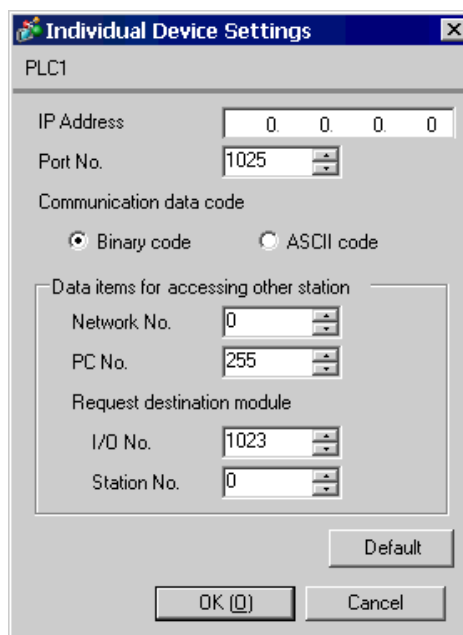 Individual Device Settings
PLC1
IP Address 0. 0. 0. 0
Port No. 1025
Communication data code
Binary code ASCII code
Data items for accessing other station
Network No. 0
PC No. 255
Request destination module
I/O No. 1023
Station No. 0
Default
OK (O) Cancel